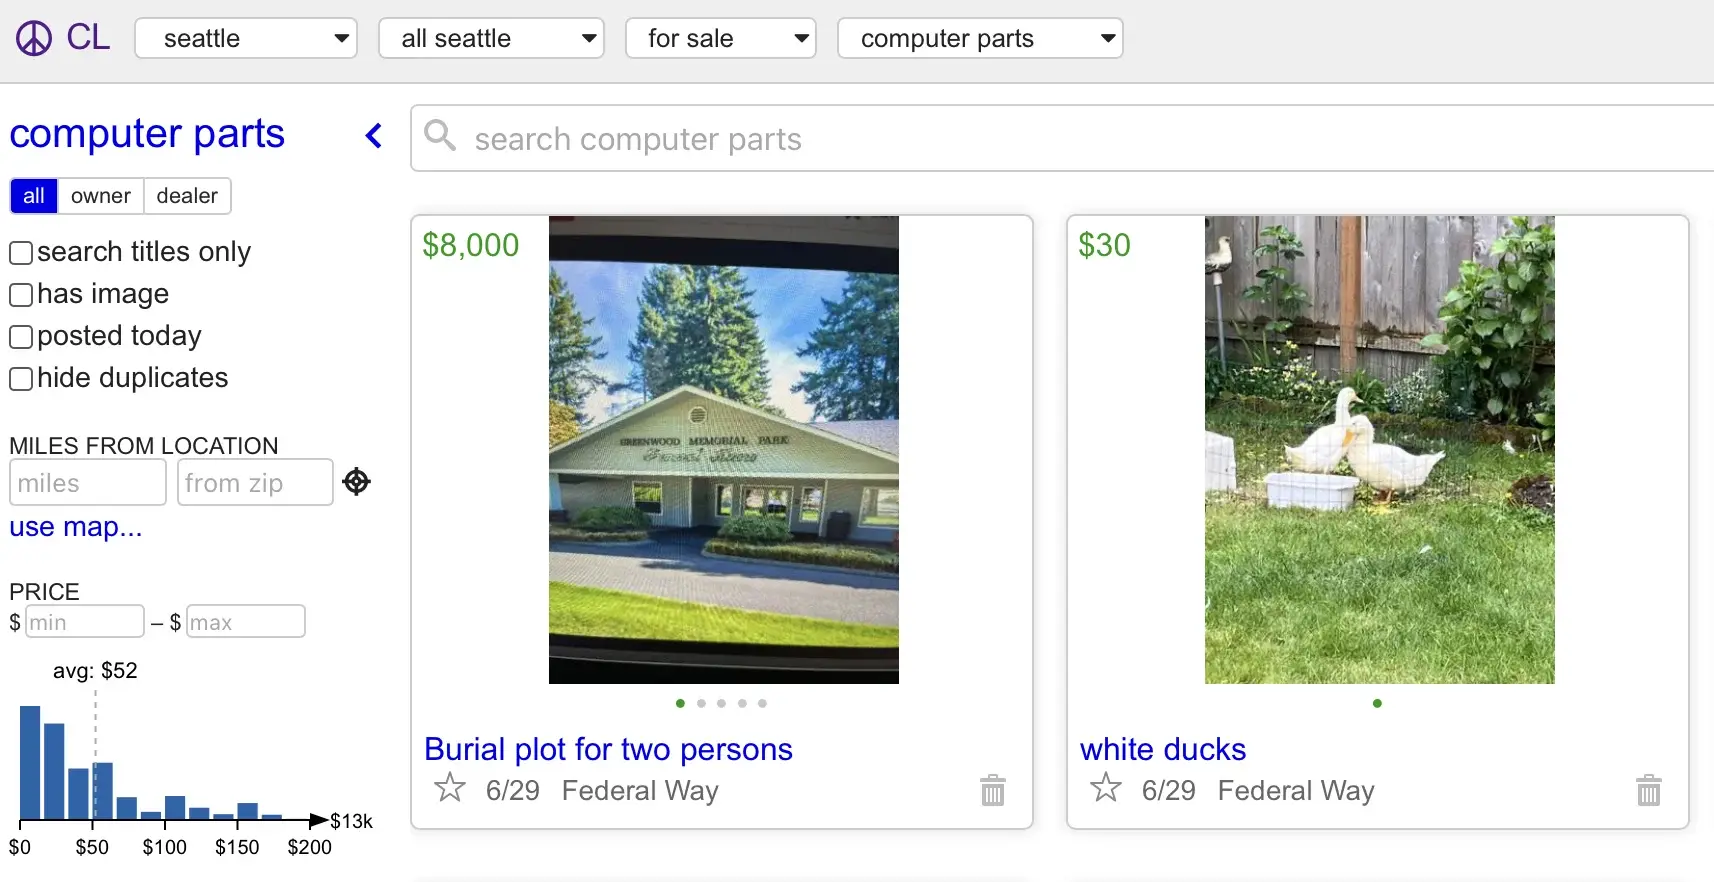 CL
seattle
all seattle
for sale
computer parts
computer parts
search computer parts
all
owner
dealer
search titles only
has image
posted today
hide duplicates
MILES FROM LOCATION
miles
from zip
use map...
PRICE
$ min – $ max
avg: $52
$13k
$0 $50 $100 $150 $200
$8,000
GREENWOOD MEMORIAL PARK
Burial plot for two persons
6/29 Federal Way
$30
white ducks
6/29 Federal Way